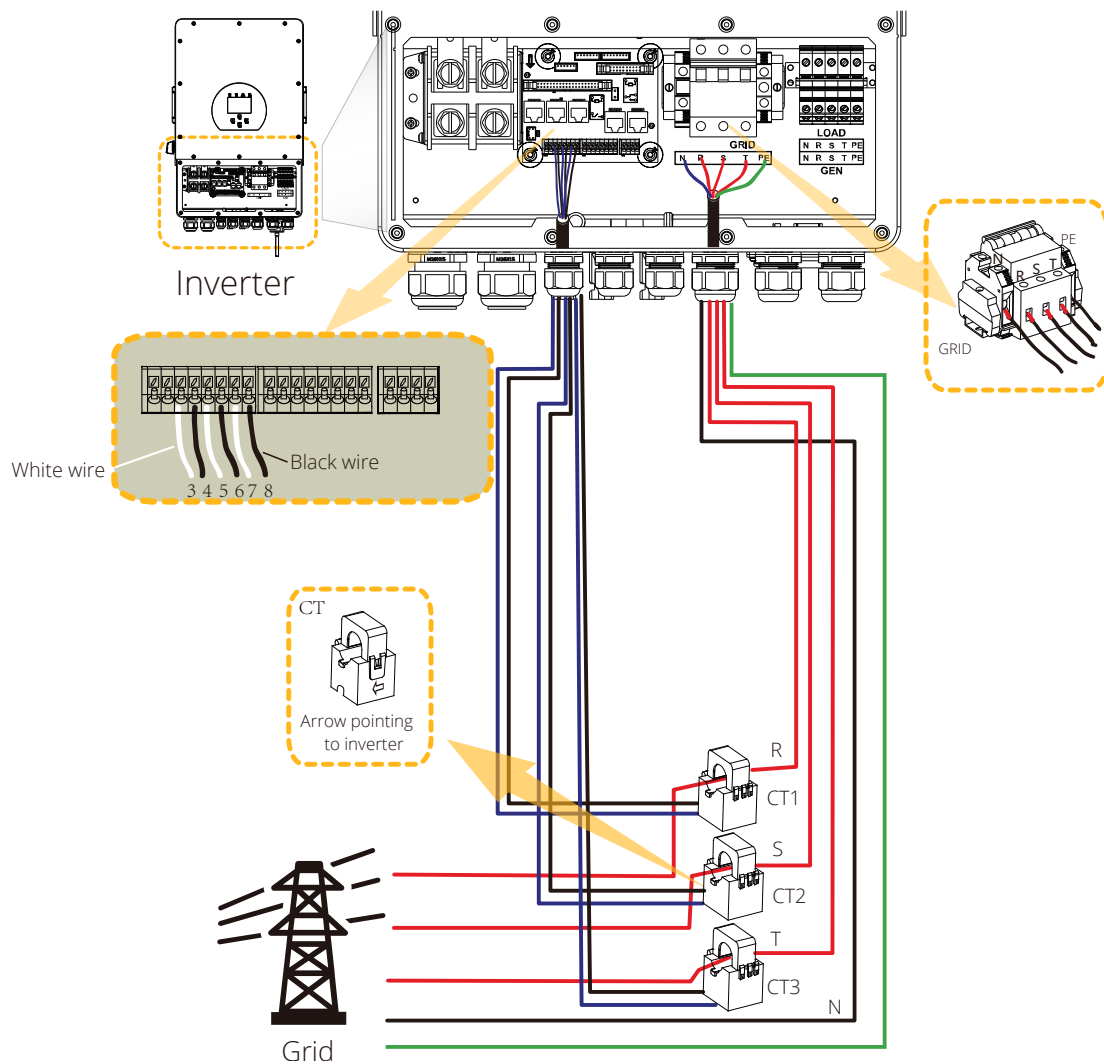 Inverter
LOAD
N R S T PE
N R S T PE
GEN
GRID
N R S T PE
PE
N
R S T
GRID
White wire
Black wire
3 4 5 6 7 8
CT
Arrow pointing
to inverter
R
CT1
S
CT2
T
CT3
N
Grid